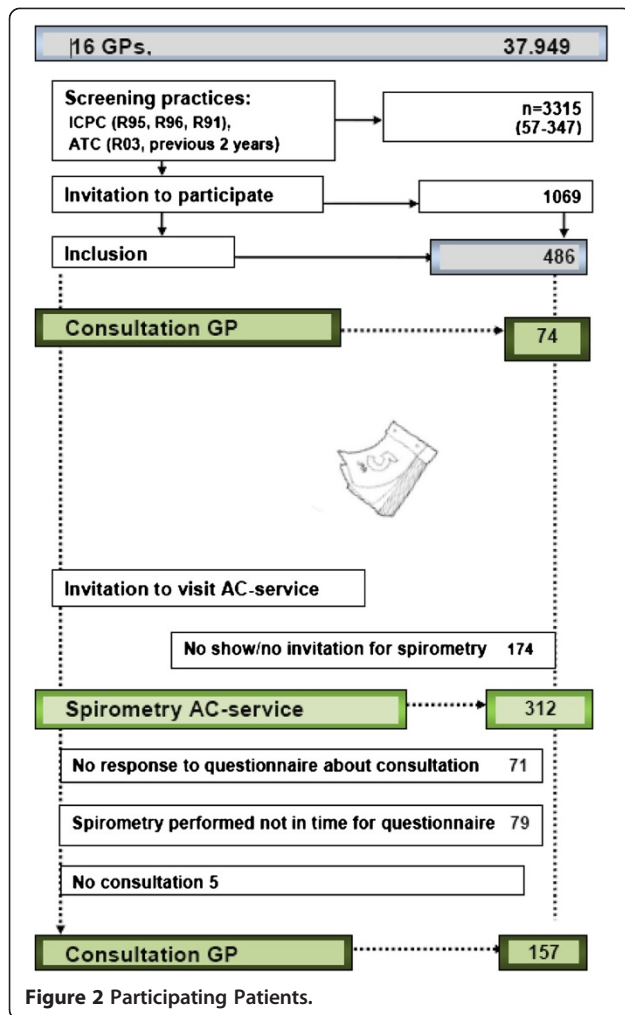 16 GPs, 37.949
Screening practices:
ICPC (R95, R96, R91),
ATC (R03, previous 2 years)
n=3315
(57-347)
Invitation to participate 1069
Inclusion 486
Consultation GP 74
5
Invitation to visit AC-service
No show/no invitation for spirometry 174
Spirometry AC-service 312
No response to questionnaire about consultation 71
Spirometry performed not in time for questionnaire 79
No consultation 5
Consultation GP 157
Figure 2 Participating Patients.